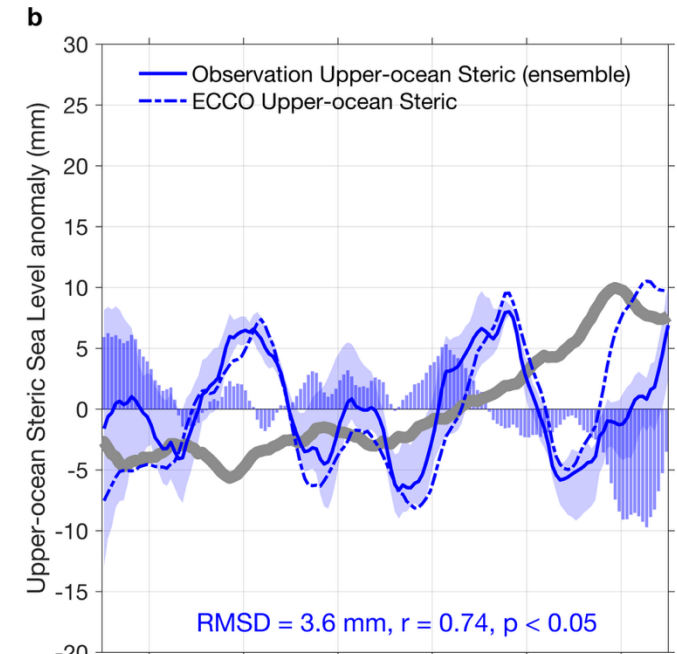 b
30
Observation Upper-ocean Steric (ensemble)
ECCO Upper-ocean Steric
25
20
15
10
5
0
-5
-10
-15
-20
Upper-ocean Steric Sea Level anomaly (mm)
RMSD = 3.6 mm, r = 0.74, p < 0.05